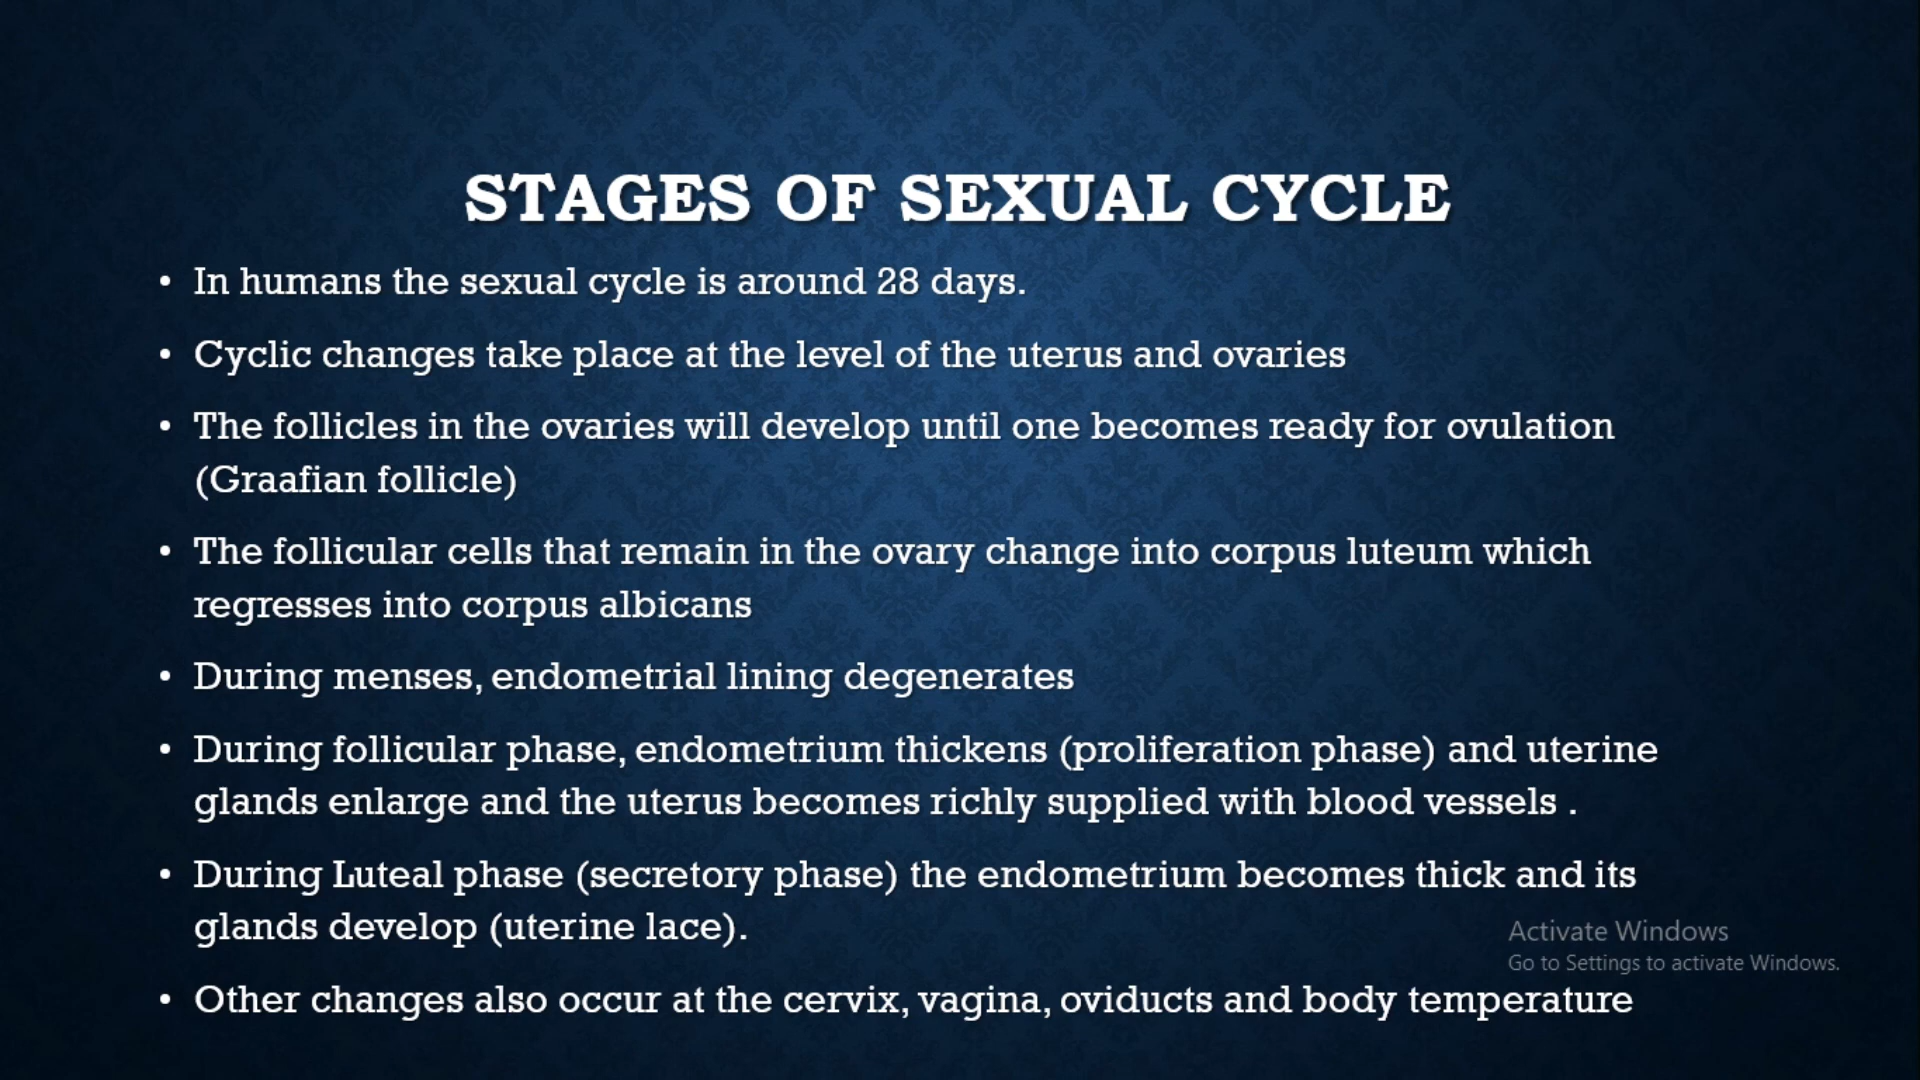 STAGES OF SEXUAL CYCLE
• In humans the sexual cycle is around 28 days.
• Cyclic changes take place at the level of the uterus and ovaries
• The follicles in the ovaries will develop until one becomes ready for ovulation
(Graafian follicle)
• The follicular cells that remain in the ovary change into corpus luteum which
regresses into corpus albicans
• During menses, endometrial lining degenerates
• During follicular phase, endometrium thickens (proliferation phase) and uterine
glands enlarge and the uterus becomes richly supplied with blood vessels .
• During Luteal phase (secretory phase) the endometrium becomes thick and its
glands develop (uterine lace).
Activate Windows
Go to Settings to activate Windows.
• Other changes also occur at the cervix, vagina, oviducts and body temperature